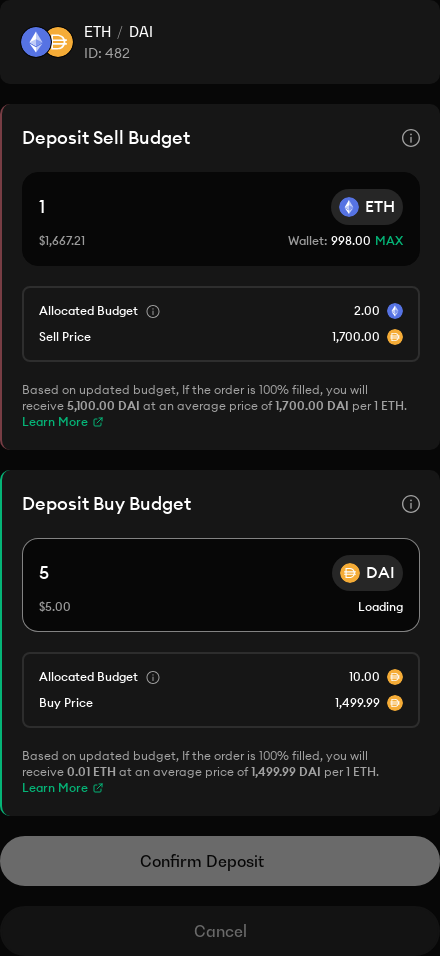 ETH / DAI
ID: 482
Deposit Sell Budget
1 ETH
$1,667.21 Wallet: 998.00 MAX
Allocated Budget 2.00
Sell Price 1,700.00
Based on updated budget, If the order is 100% filled, you will
receive 5,100.00 DAI at an average price of 1,700.00 DAI per 1 ETH.
Learn More
Deposit Buy Budget
5 DAI
$5.00 Loading
Allocated Budget 10.00
Buy Price 1,499.99
Based on updated budget, If the order is 100% filled, you will
receive 0.01 ETH at an average price of 1,499.99 DAI per 1 ETH.
Learn More
Confirm Deposit
Cancel